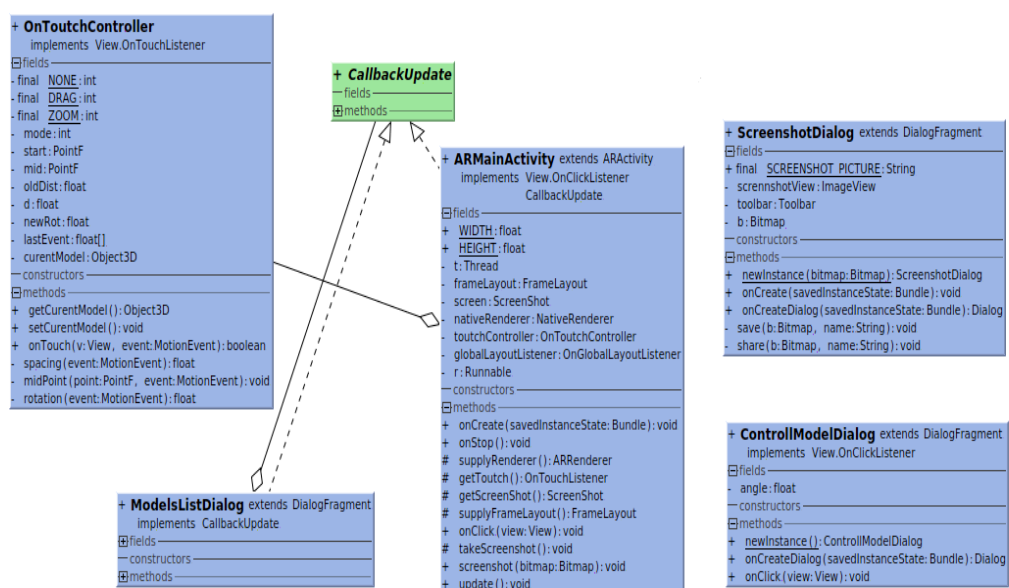 + OnToutchController
implements View.OnTouchListener
fields
- final NONE:int
- final DRAG:int
- final ZOOM:int
- mode:int
- start:PointF
- mid:PointF
- oldDist:float
- d:float
- newRot:float
- lastEvent:float[]
- curentModel:Object3D
constructors
methods
+ getCurentModel():Object3D
+ setCurentModel():void
+ onTouch(v:View, event:MotionEvent):boolean
- spacing(event:MotionEvent):float
- midPoint(point:PointF, event:MotionEvent):void
- rotation(event:MotionEvent):float
+ CallbackUpdate
fields
methods
+ ARMainActivity extends ARActivity
implements View.OnClickListener
CallbackUpdate
fields
+ WIDTH:float
+ HEIGHT:float
- t:Thread
- frameLayout:FrameLayout
- screen:ScreenShot
- nativeRenderer:NativeRenderer
- toutchController:OnToutchController
- globalLayoutListener:OnGlobalLayoutListener
- r:Runnable
constructors
methods
+ onCreate(savedInstanceState:Bundle):void
+ onStop():void
# supplyRenderer():ARRenderer
# getToutch():OnTouchListener
# getScreenShot():ScreenShot
# supplyFrameLayout():FrameLayout
+ onClick(view:View):void
# takeScreenshot():void
+ screenshot(bitmap:Bitmap):void
+ update():void
+ ModelsListDialog extends DialogFragment
implements CallbackUpdate
fields
constructors
methods
+ ScreenshotDialog extends DialogFragment
fields
+ final SCREENSHOT_PICTURE:String
- scrennshotView:ImageView
- toolbar:Toolbar
- b:Bitmap
constructors
methods
+ newInstance(bitmap:Bitmap):ScreenshotDialog
+ onCreate(savedInstanceState:Bundle):void
+ onCreateDialog(savedInstanceState:Bundle):Dialog
- save(b:Bitmap, name:String):void
- share(b:Bitmap, name:String):void
+ ControllModelDialog extends DialogFragment
implements View.OnClickListener
fields
- angle:float
constructors
methods
+ newInstance():ControllModelDialog
+ onCreateDialog(savedInstanceState:Bundle):Dialog
+ onClick(view:View):void